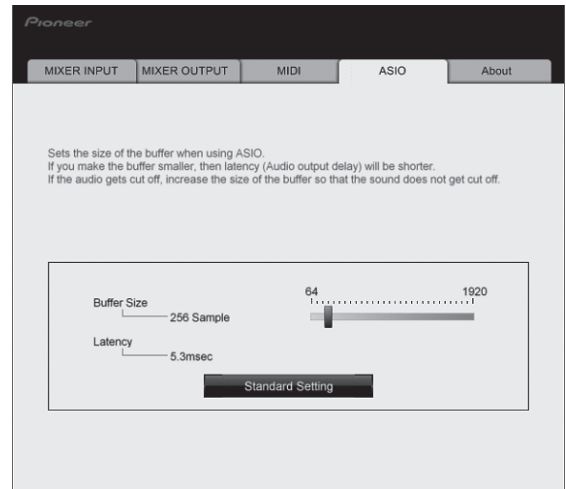 Pioneer
MIXER INPUT MIXER OUTPUT MIDI ASIO About
Sets the size of the buffer when using ASIO.
If you make the buffer smaller, then latency (Audio output delay) will be shorter.
If the audio gets cut off, increase the size of the buffer so that the sound does not get cut off.
64 1920
Buffer Size
256 Sample
Latency
5.3msec
Standard Setting